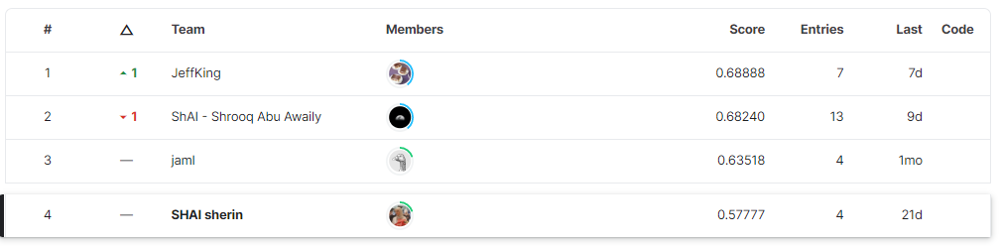 # △ Team Members Score Entries Last Code
1 ▲ 1 JeffKing 0.68888 7 7d
2 ▼ 1 ShAI - Shrooq Abu Awaily 0.68240 13 9d
3 — jaml 0.63518 4 1mo
4 — SHAI sherin 0.57777 4 21d